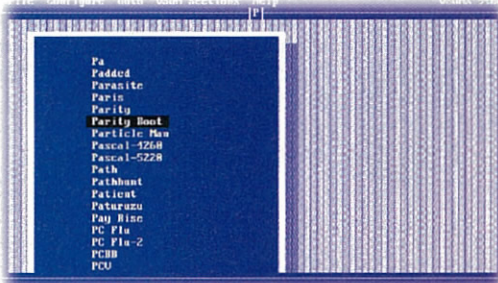 [P]
Pa
Padded
Parasite
Paris
Parity
Parity Boot
Particle Man
Pascal-4260
Pascal-5220
Path
Pathhunt
Patient
Paturuzu
Pay Rise
PC Flu
PC Flu-2
PCBB
PCV